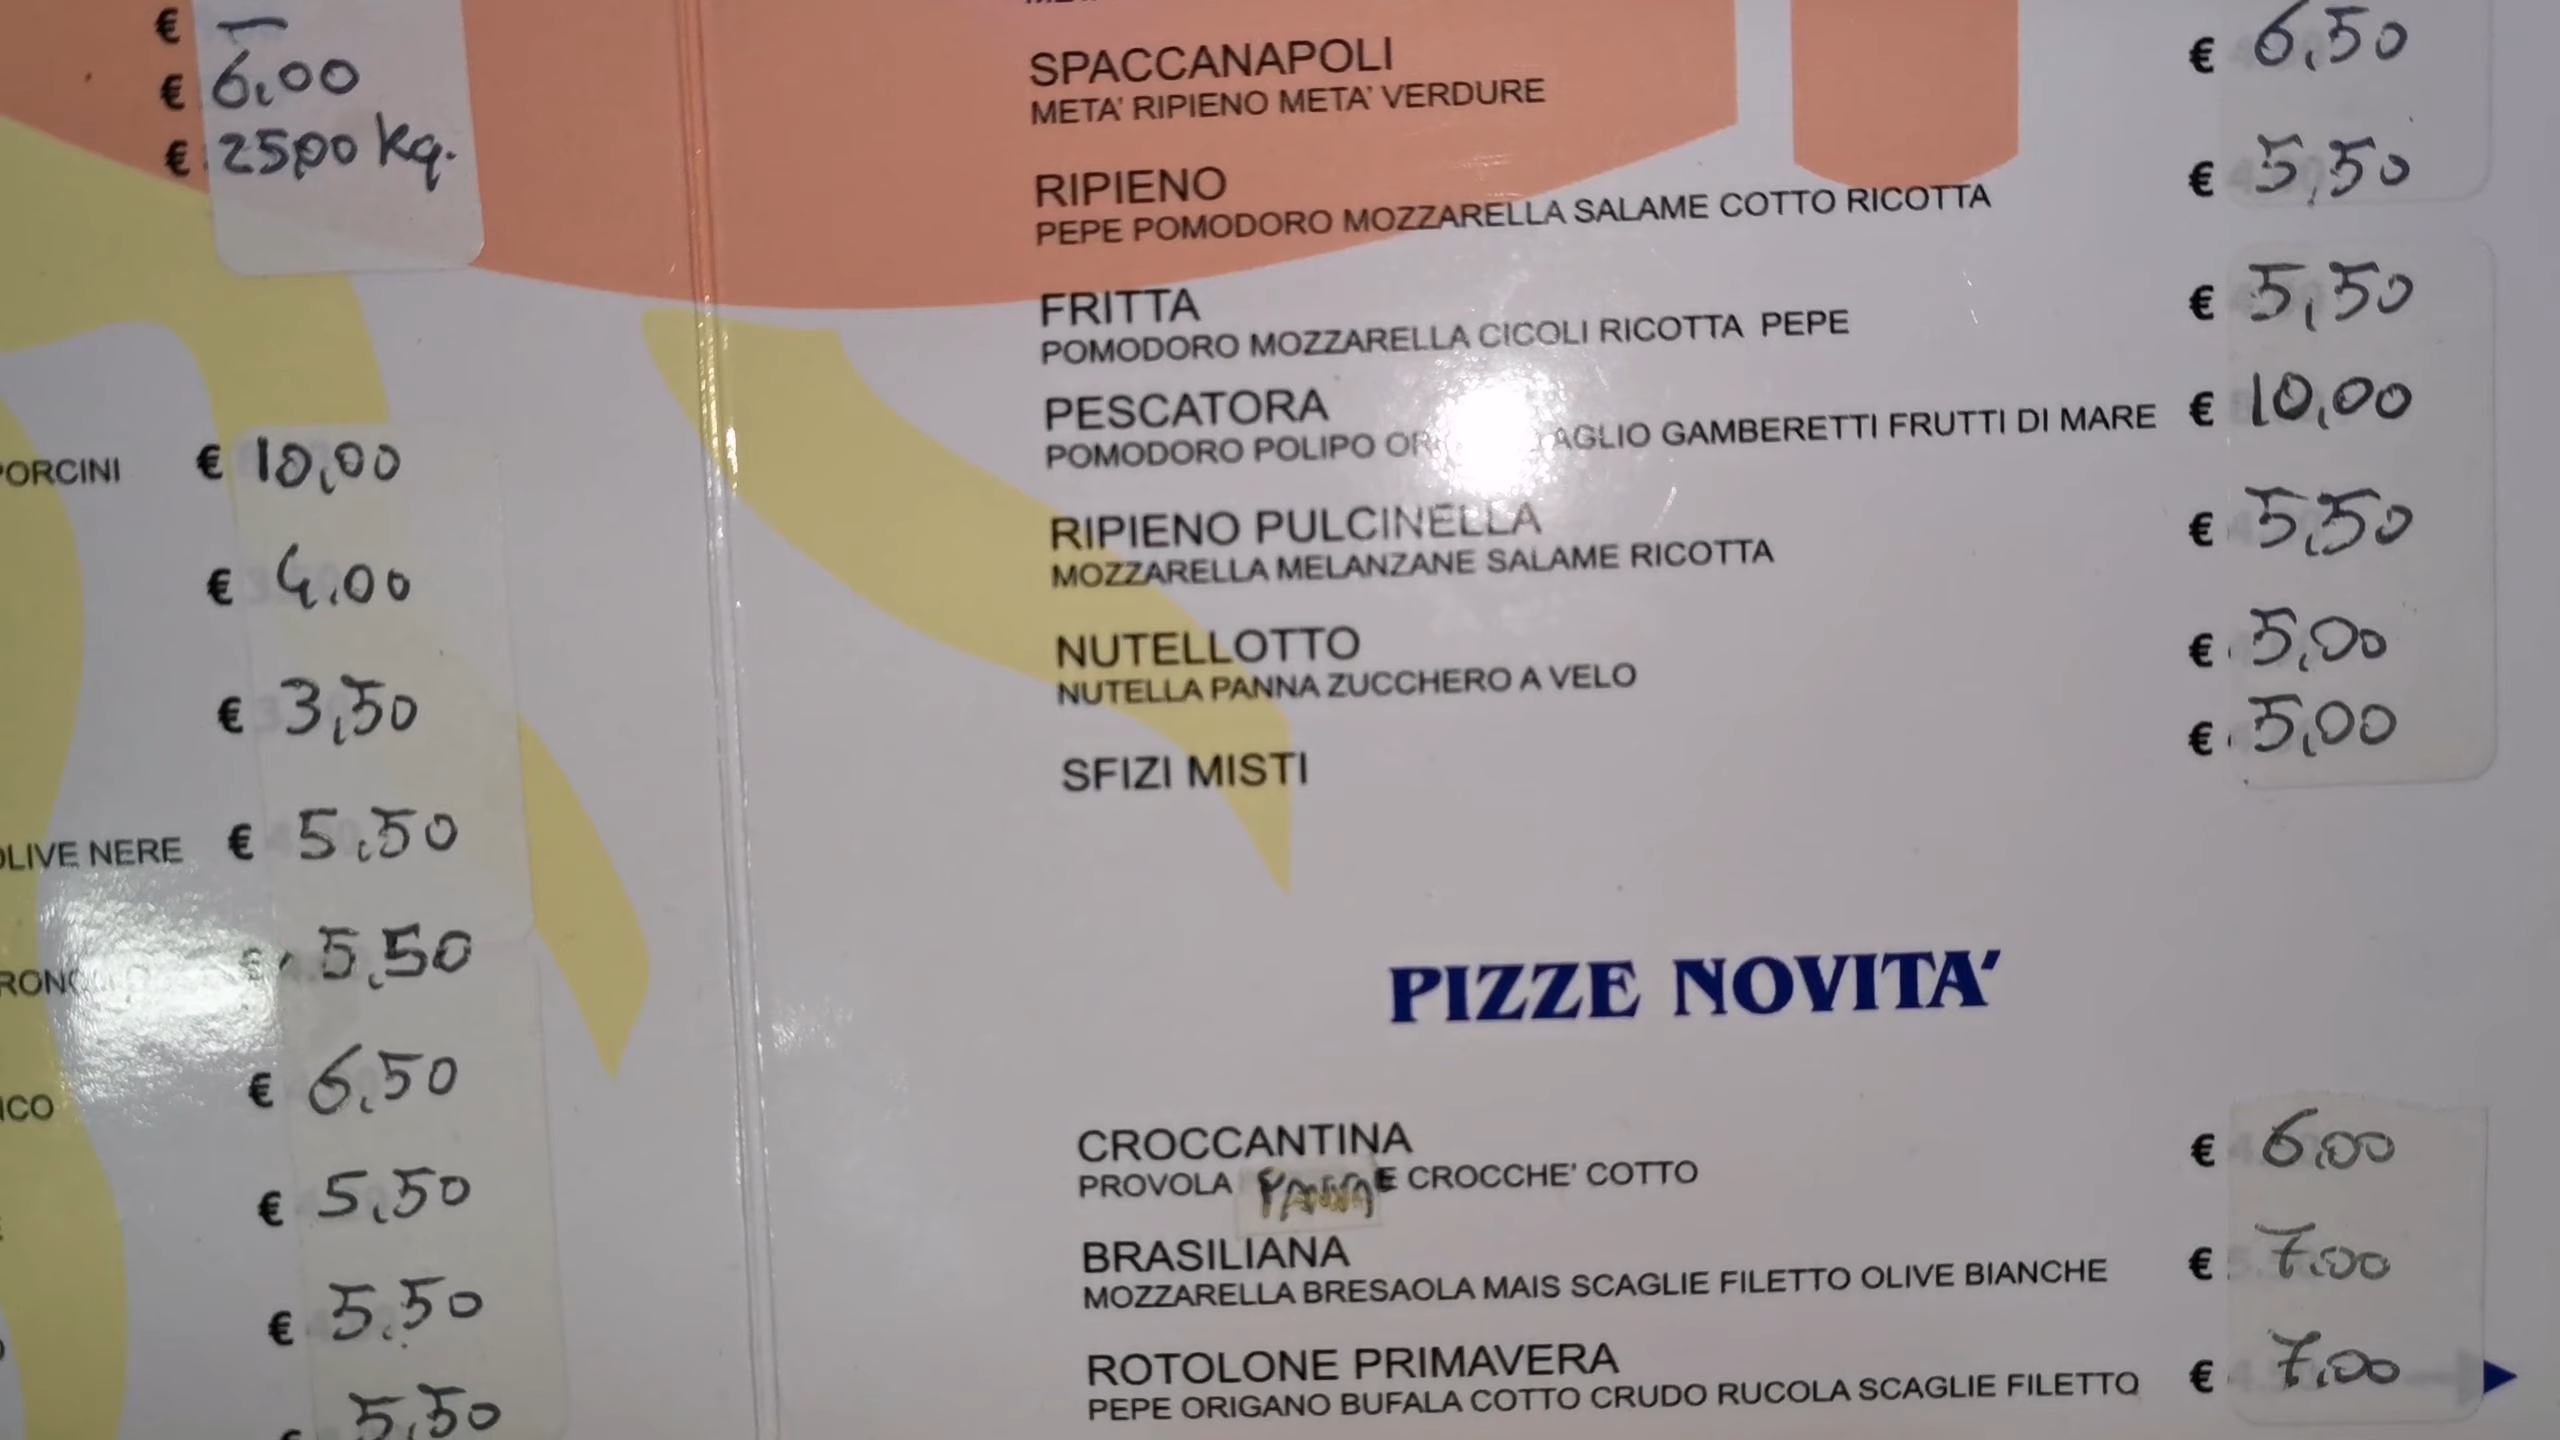 € 6,00
€ 25,00 kg.
PORCINI € 10,00
€ 4,00
€ 3,50
OLIVE NERE € 5,50
5,50
€ 6,50
€ 5,50
€ 5,50
5,50
SPACCANAPOLI € 6,50
META' RIPIENO META' VERDURE
RIPIENO € 5,50
PEPE POMODORO MOZZARELLA SALAME COTTO RICOTTA
FRITTA € 5,50
POMODORO MOZZARELLA CICOLI RICOTTA PEPE
PESCATORA € 10,00
POMODORO POLIPO AGLIO GAMBERETTI FRUTTI DI MARE
RIPIENO PULCINELLA € 5,50
MOZZARELLA MELANZANE SALAME RICOTTA
NUTELLOTTO € 5,00
NUTELLA PANNA ZUCCHERO A VELO
SFIZI MISTI € 5,00
PIZZE NOVITA'
CROCCANTINA € 6,00
PROVOLA PANNA E CROCCHE' COTTO
BRASILIANA € 7,00
MOZZARELLA BRESAOLA MAIS SCAGLIE FILETTO OLIVE BIANCHE
ROTOLONE PRIMAVERA € 7,00
PEPE ORIGANO BUFALA COTTO CRUDO RUCOLA SCAGLIE FILETTO